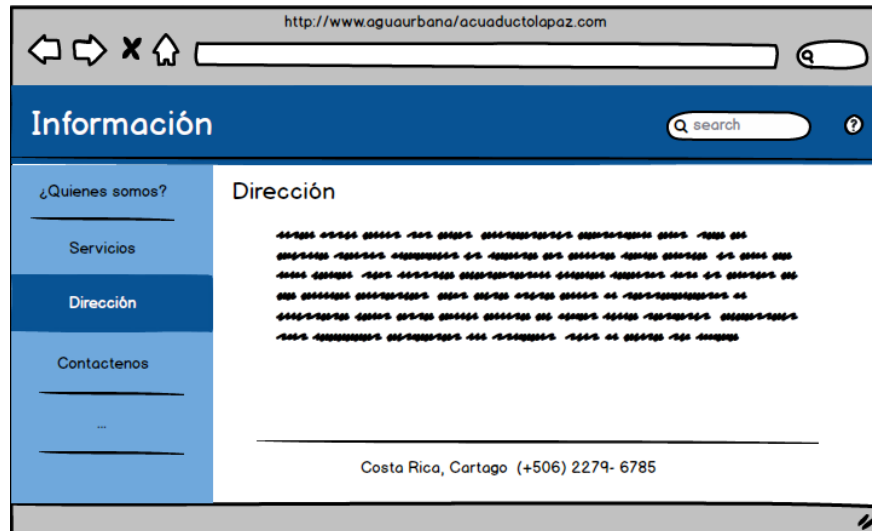 http://www.aguaurbana/acuaductolapaz.com
Información
search
?
¿Quienes somos?
Servicios
Dirección
Contactenos
...
Dirección
Costa Rica, Cartago (+506) 2279- 6785